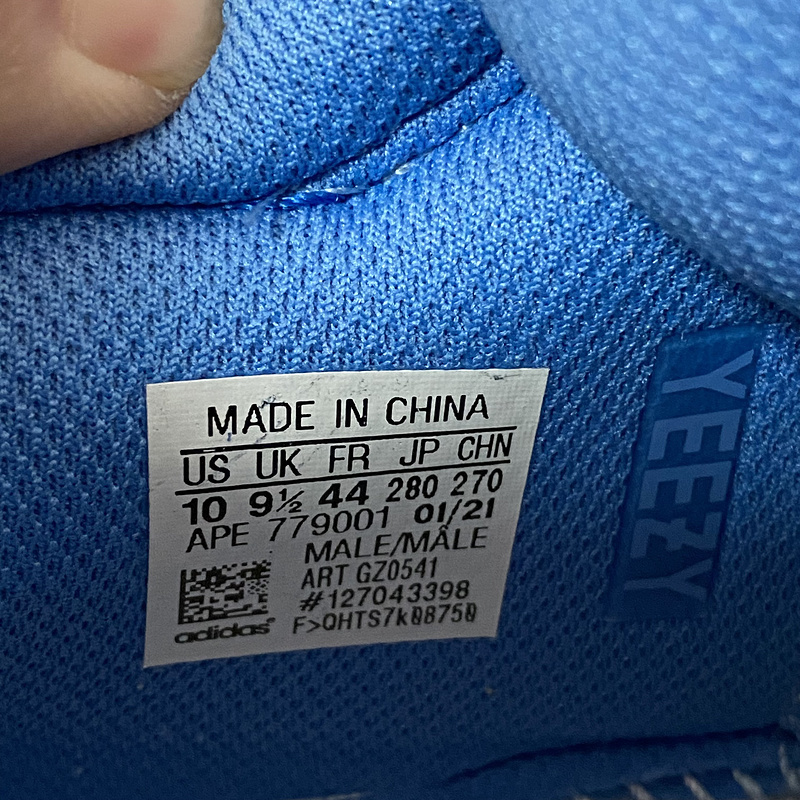 MADE IN CHINA
US UK FR JP CHN
10 9½ 44 280 270
APE 779001 01/21
MALE/MÂLE
ART GZ0541
#127043398
F>QHTS7k08750
adidas
YEEZY